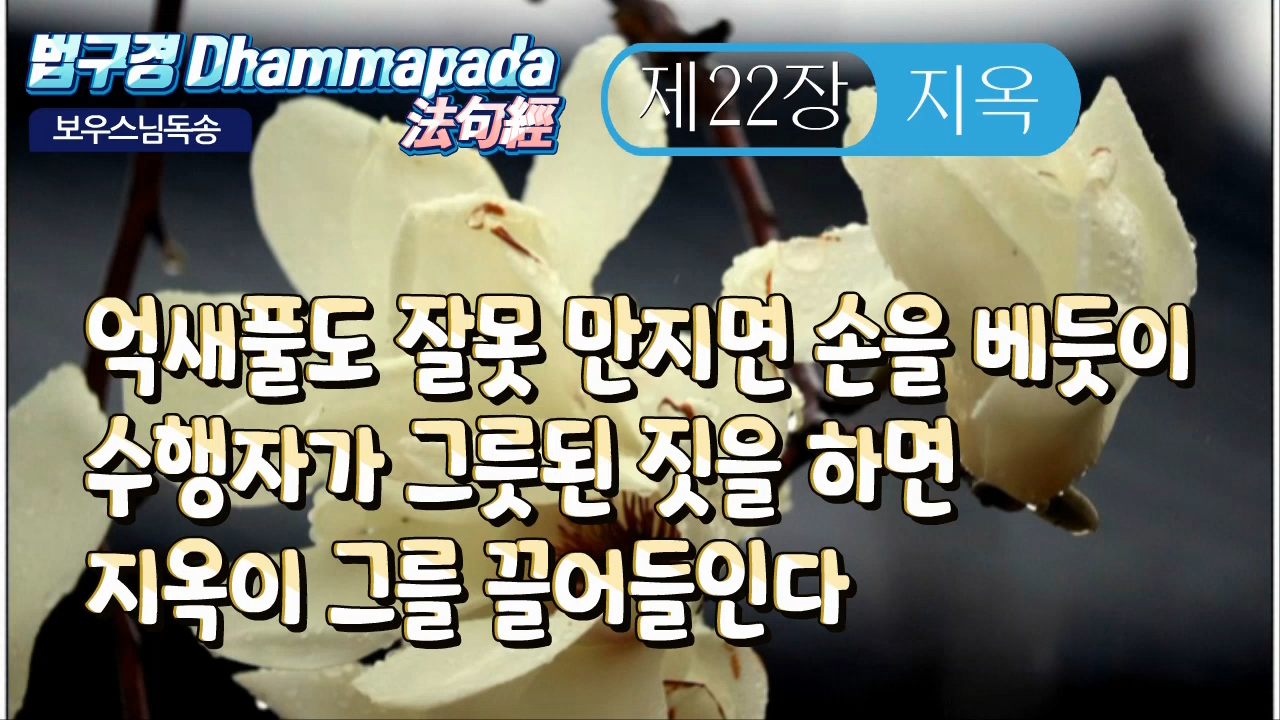 법구경 Dhammapada
法句經
보우스님독송
제22장 지옥
억새풀도 잘못 만지면 손을 베듯이
수행자가 그릇된 짓을 하면
지옥이 그를 끌어들인다